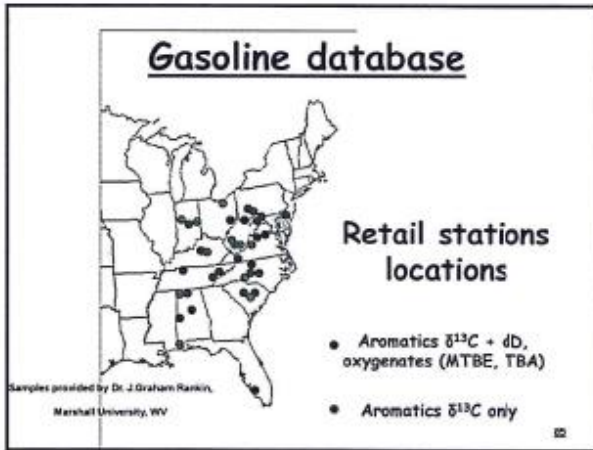 Gasoline database
Retail stations
locations
Aromatics δ¹³C + dD,
oxygenates (MTBE, TBA)
Samples provided by Dr. J.Graham Rankin,
Marshall University, WV
Aromatics δ¹³C only